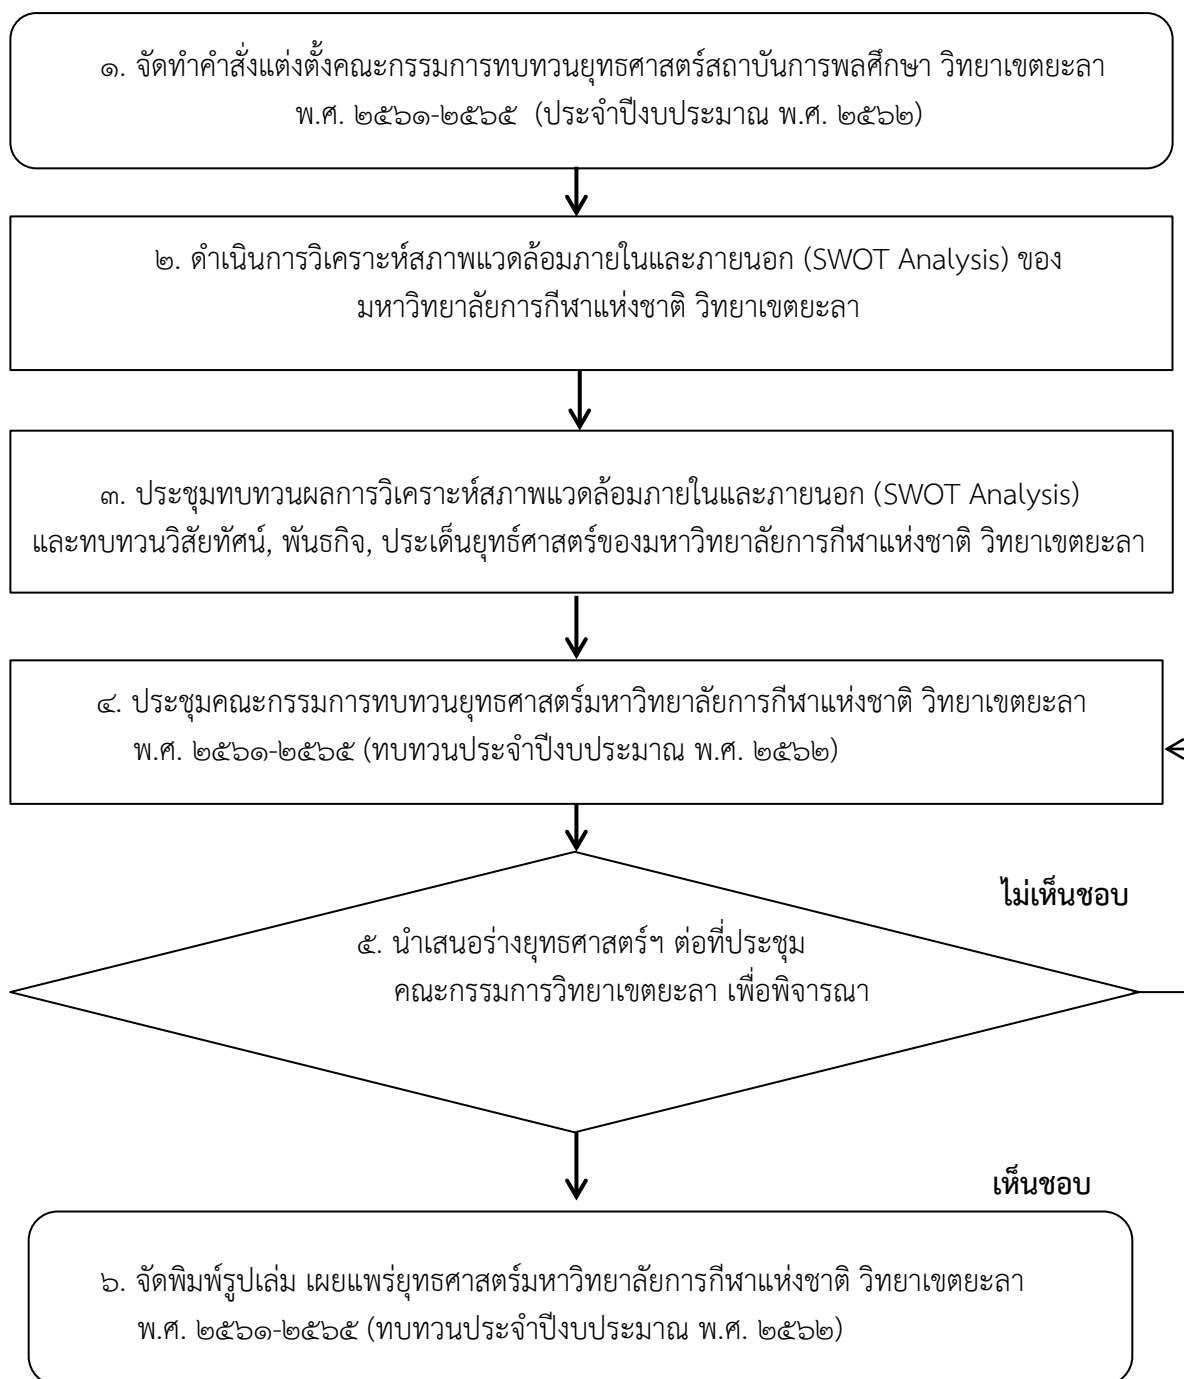 ๑. จัดทำคำสั่งแต่งตั้งคณะกรรมการทบทวนยุทธศาสตร์สถาบันการพลศึกษา วิทยาเขตยะลา
พ.ศ. ๒๕๖๑-๒๕๖๕ (ประจำปีงบประมาณ พ.ศ. ๒๕๖๒)
๒. ดำเนินการวิเคราะห์สภาพแวดล้อมภายในและภายนอก (SWOT Analysis) ของ
มหาวิทยาลัยการกีฬาแห่งชาติ วิทยาเขตยะลา
๓. ประชุมทบทวนผลการวิเคราะห์สภาพแวดล้อมภายในและภายนอก (SWOT Analysis)
และทบทวนวิสัยทัศน์, พันธกิจ, ประเด็นยุทธ์ศาสตร์ของมหาวิทยาลัยการกีฬาแห่งชาติ วิทยาเขตยะลา
๔. ประชุมคณะกรรมการทบทวนยุทธศาสตร์มหาวิทยาลัยการกีฬาแห่งชาติ วิทยาเขตยะลา
พ.ศ. ๒๕๖๑-๒๕๖๕ (ทบทวนประจำปีงบประมาณ พ.ศ. ๒๕๖๒)
ไม่เห็นชอบ
๕. นำเสนอร่างยุทธศาสตร์ฯ ต่อที่ประชุม
คณะกรรมการวิทยาเขตยะลา เพื่อพิจารณา
เห็นชอบ
๖. จัดพิมพ์รูปเล่ม เผยแพร่ยุทธศาสตร์มหาวิทยาลัยการกีฬาแห่งชาติ วิทยาเขตยะลา
พ.ศ. ๒๕๖๑-๒๕๖๕ (ทบทวนประจำปีงบประมาณ พ.ศ. ๒๕๖๒)